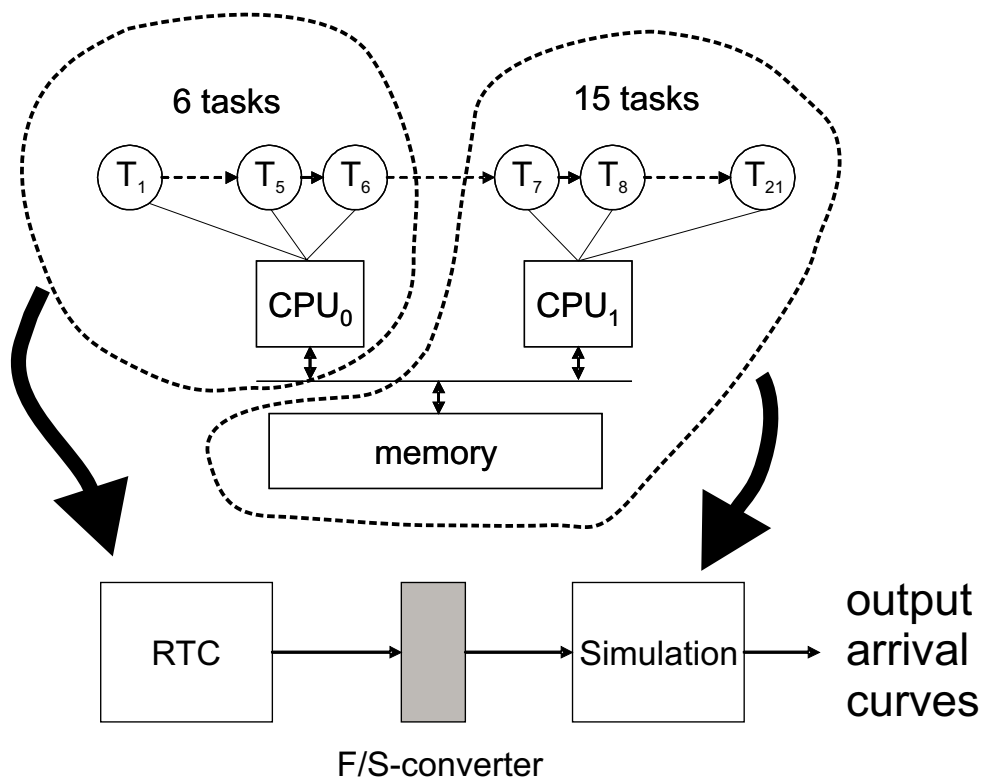 6 tasks
15 tasks
T1
T5
T6
T7
T8
T21
CPU0
CPU1
memory
RTC
Simulation
output
arrival
curves
F/S-converter